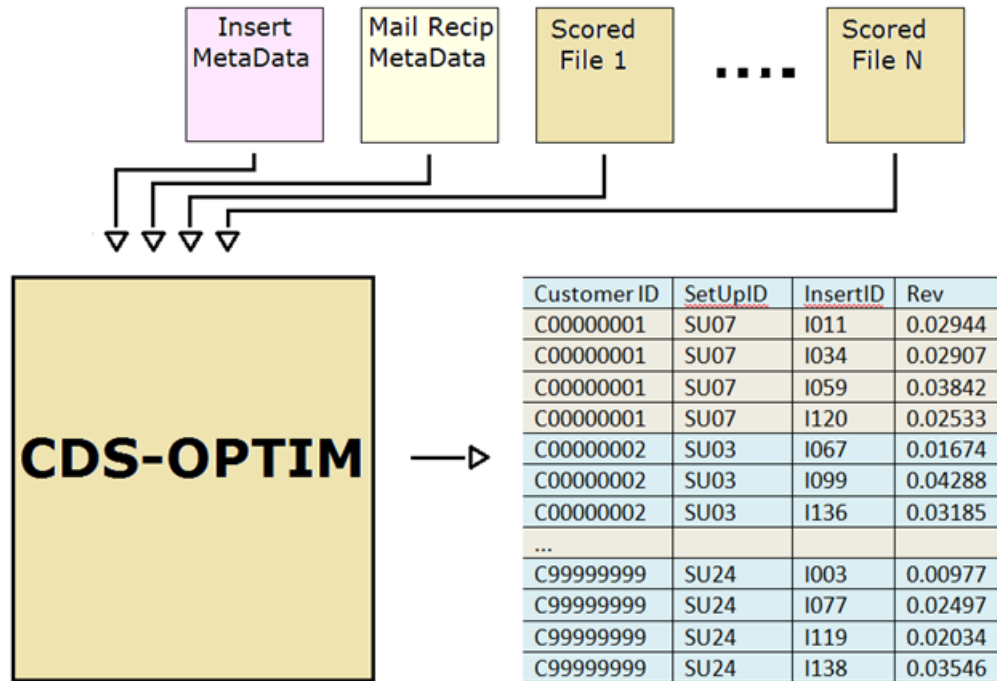 Insert
MetaData
Mail Recip
MetaData
Scored
File 1
....
Scored
File N
CDS-OPTIM
Customer ID SetUpID InsertID Rev
C00000001 SU07 I011 0.02944
C00000001 SU07 I034 0.02907
C00000001 SU07 I059 0.03842
C00000001 SU07 I120 0.02533
C00000002 SU03 I067 0.01674
C00000002 SU03 I099 0.04288
C00000002 SU03 I136 0.03185
...
C99999999 SU24 I003 0.00977
C99999999 SU24 I077 0.02497
C99999999 SU24 I119 0.02034
C99999999 SU24 I138 0.03546